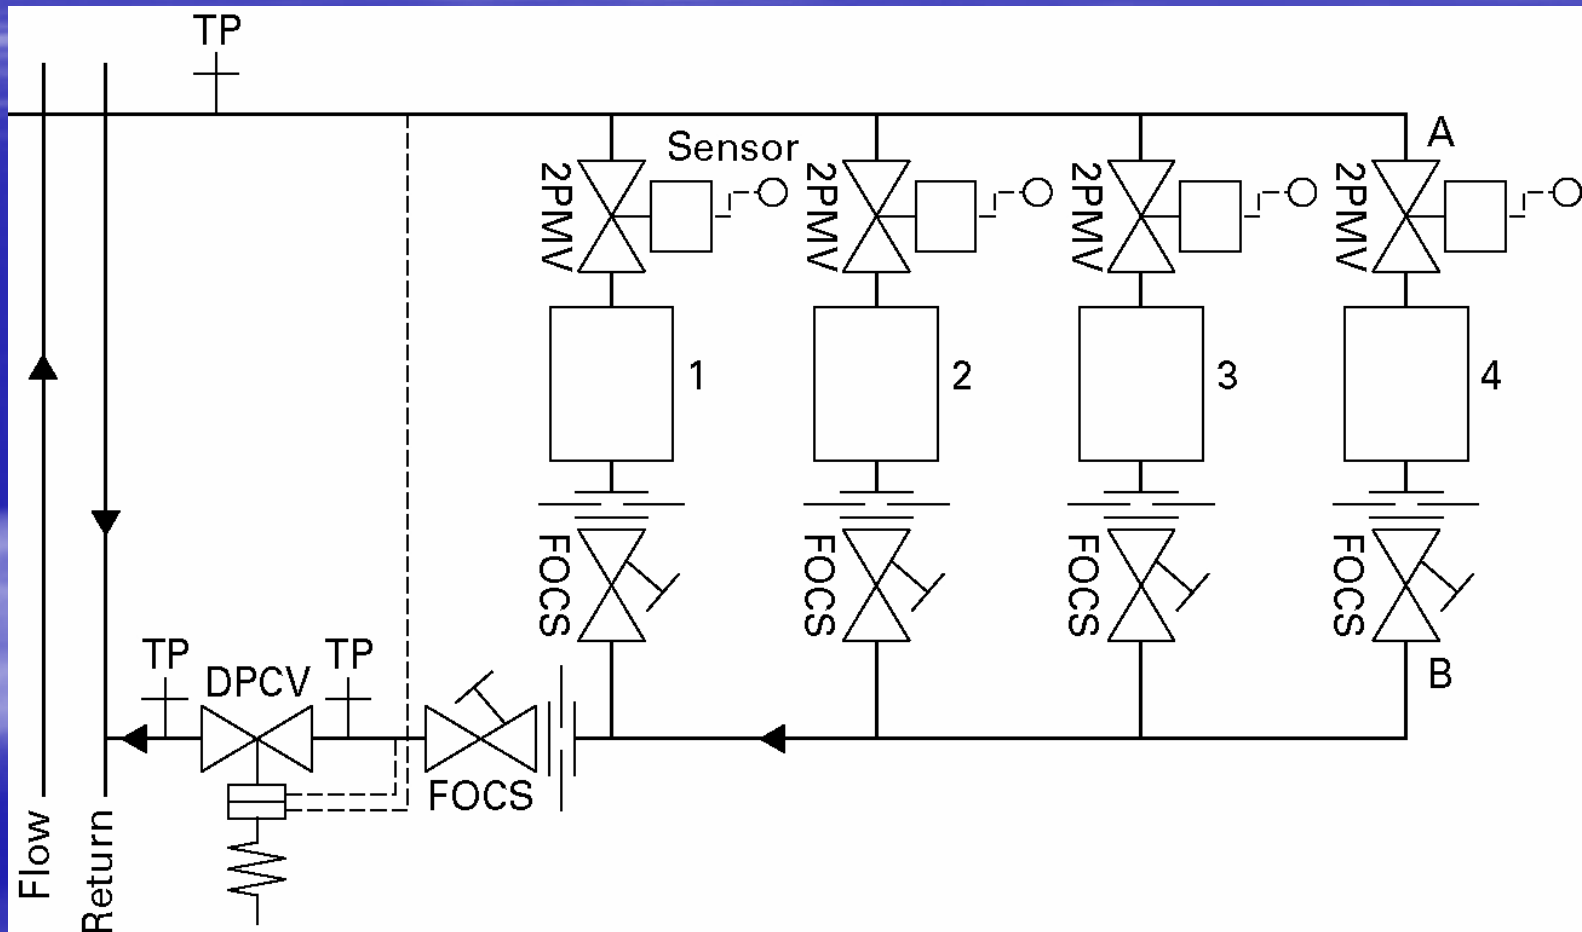 TP
A
Sensor
2PMV
2PMV
2PMV
2PMV
1
2
3
4
FOCS
FOCS
FOCS
FOCS
TP
DPCV
TP
B
FOCS
Flow
Return